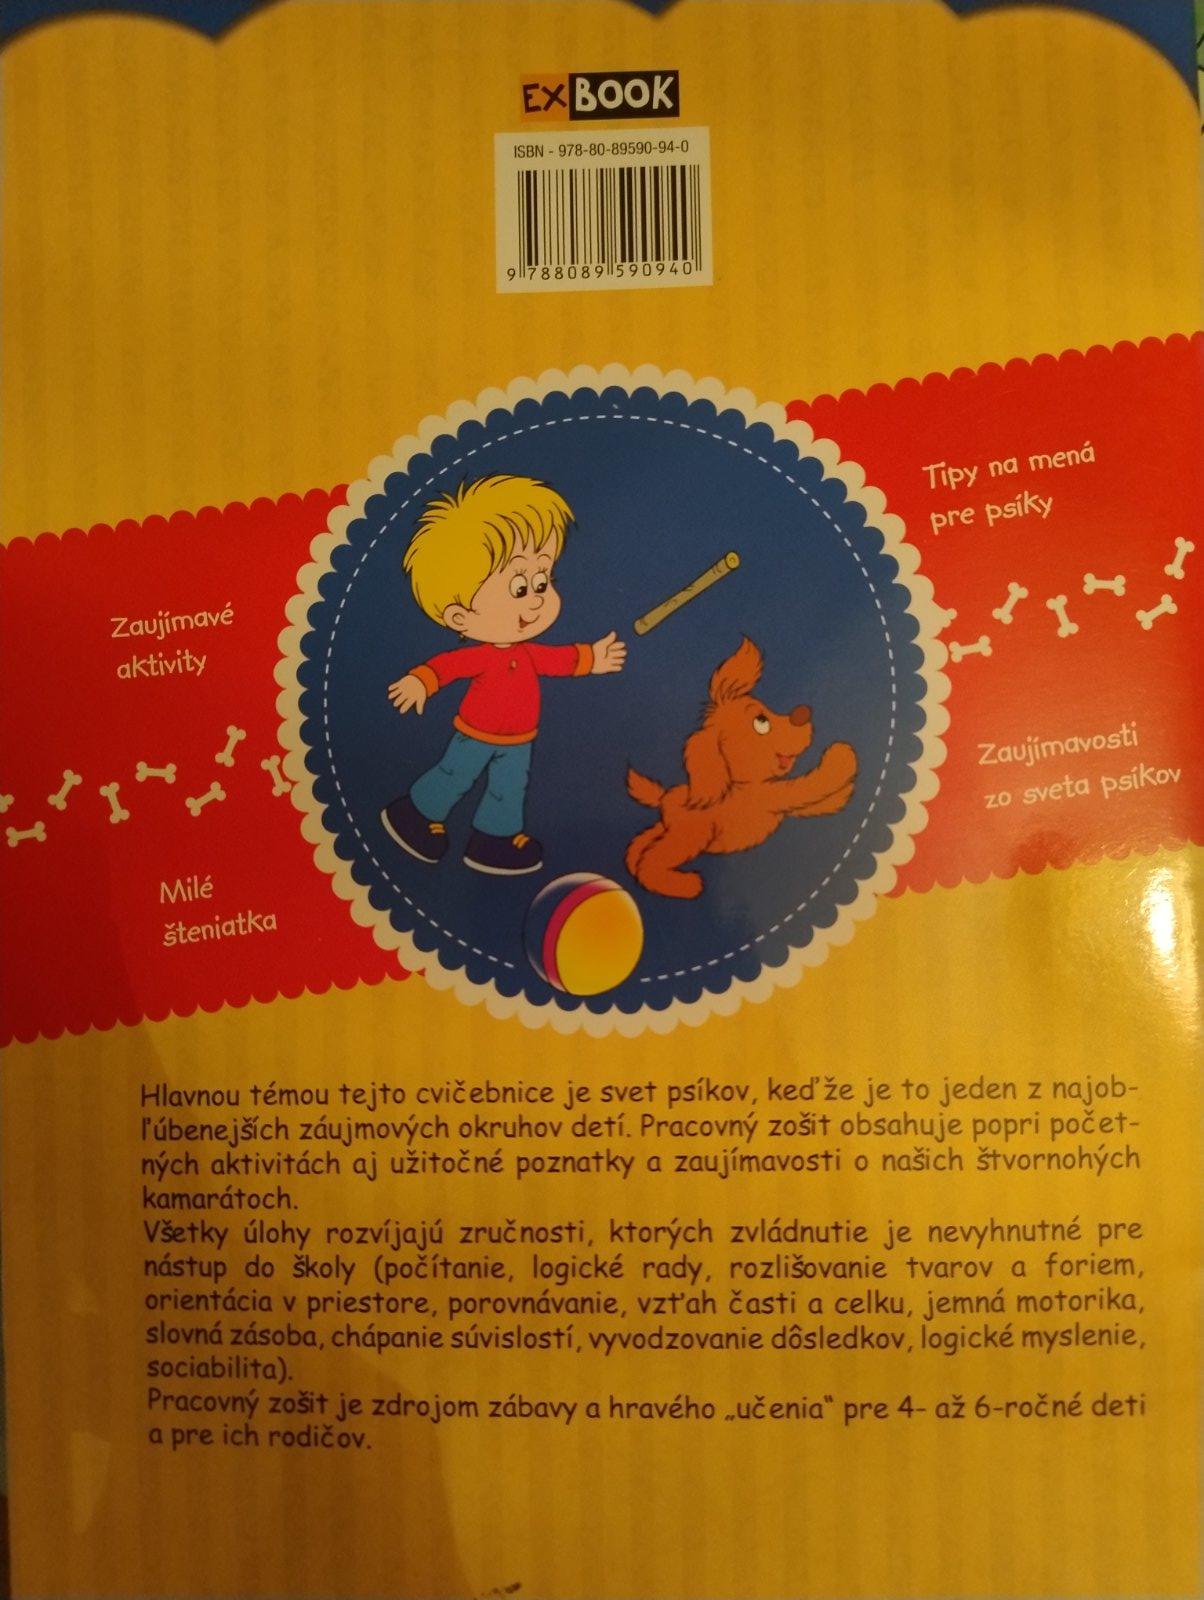 EX BOOK
ISBN - 978-80-89590-94-0
9 788089 590940
Tipy na mená
pre psíky
Zaujímavé
aktivity
Zaujímavosti
zo sveta psíkov
Milé
šteniatka
Hlavnou témou tejto cvičebnice je svet psíkov, keďže je to jeden z najob-
ľúbenejších záujmových okruhov detí. Pracovný zošit obsahuje popri počet-
ných aktivitách aj užitočné poznatky a zaujímavosti o našich štvornohých
kamarátoch.
Všetky úlohy rozvíjajú zručnosti, ktorých zvládnutie je nevyhnutné pre
nástup do školy (počítanie, logické rady, rozlišovanie tvarov a foriem,
orientácia v priestore, porovnávanie, vzťah časti a celku, jemná motorika,
slovná zásoba, chápanie súvislostí, vyvodzovanie dôsledkov, logické myslenie,
sociabilita).
Pracovný zošit je zdrojom zábavy a hravého „učenia“ pre 4- až 6-ročné deti
a pre ich rodičov.